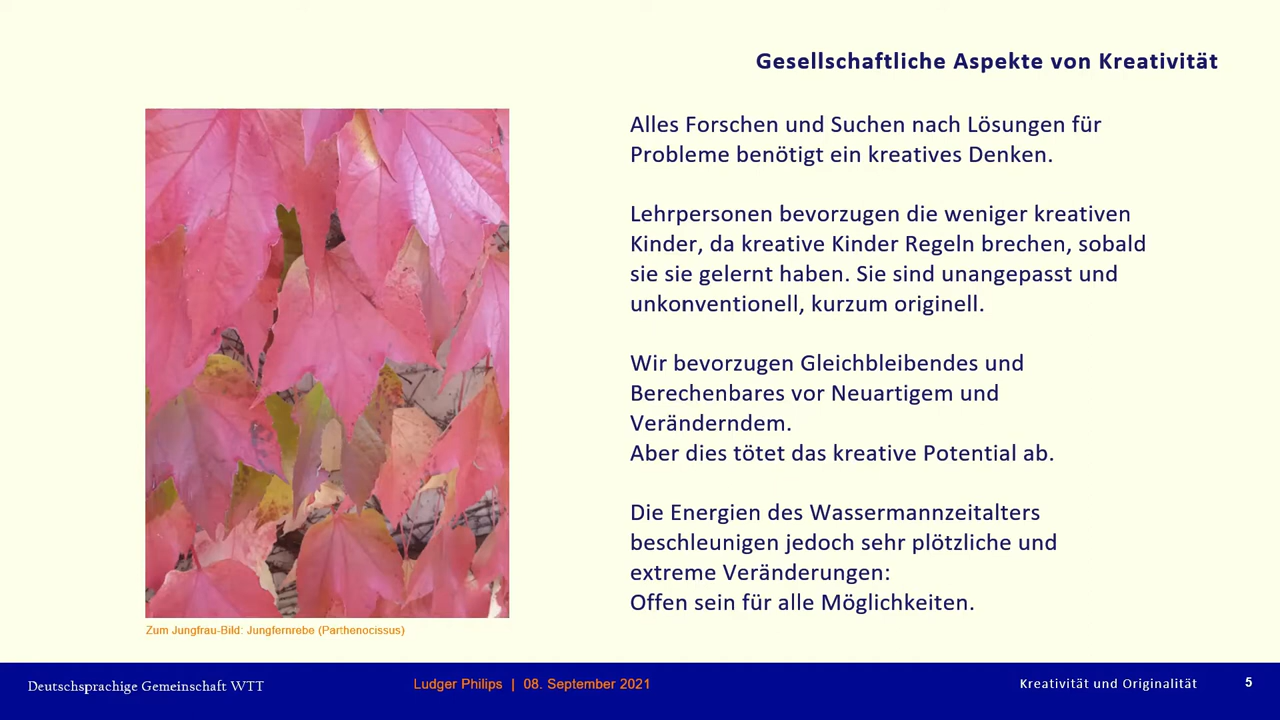 Gesellschaftliche Aspekte von Kreativität
Alles Forschen und Suchen nach Lösungen für
Probleme benötigt ein kreatives Denken.
Lehrpersonen bevorzugen die weniger kreativen
Kinder, da kreative Kinder Regeln brechen, sobald
sie sie gelernt haben. Sie sind unangepasst und
unkonventionell, kurzum originell.
Wir bevorzugen Gleichbleibendes und
Berechenbares vor Neuartigem und
Veränderndem.
Aber dies tötet das kreative Potential ab.
Die Energien des Wassermannzeitalters
beschleunigen jedoch sehr plötzliche und
extreme Veränderungen:
Offen sein für alle Möglichkeiten.
Zum Jungfrau-Bild: Jungfernrebe (Parthenocissus)
Deutschsprachige Gemeinschaft WTT
Ludger Philips | 08. September 2021
Kreativität und Originalität
5